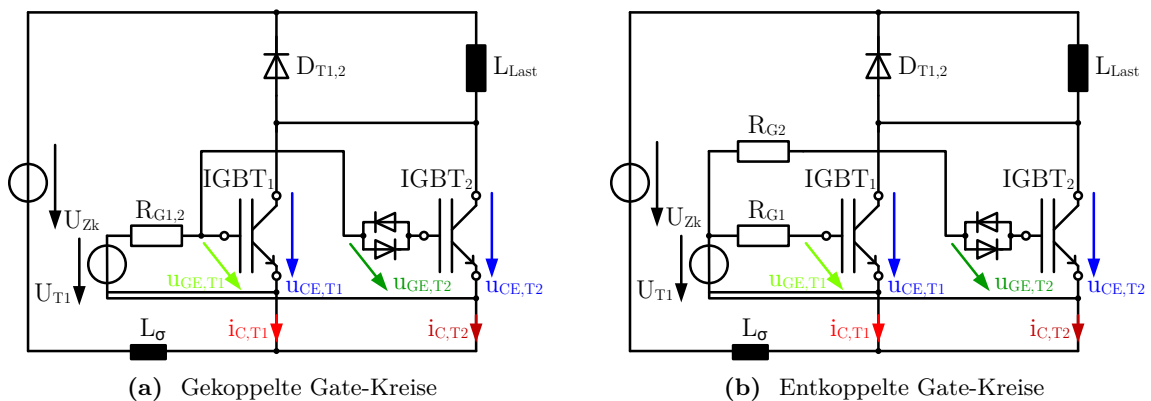 D_T1,2
L_Last
IGBT_1
IGBT_2
U_Zk
R_G1,2
U_T1
u_GE,T1
u_CE,T1
u_GE,T2
u_CE,T2
L_σ
i_C,T1
i_C,T2
(a) Gekoppelte Gate-Kreise
D_T1,2
L_Last
R_G2
IGBT_1
IGBT_2
U_Zk
R_G1
U_T1
u_GE,T1
u_CE,T1
u_GE,T2
u_CE,T2
L_σ
i_C,T1
i_C,T2
(b) Entkoppelte Gate-Kreise